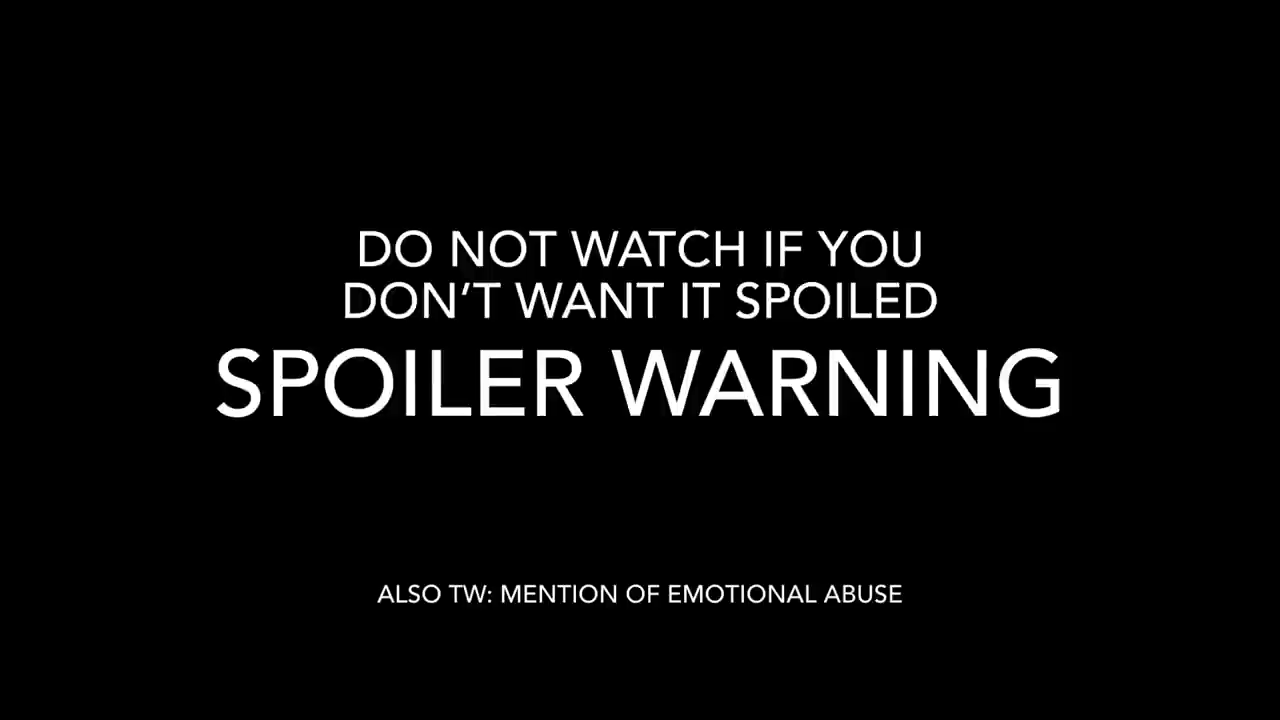 DO NOT WATCH IF YOU
DON’T WANT IT SPOILED
SPOILER WARNING
ALSO TW: MENTION OF EMOTIONAL ABUSE